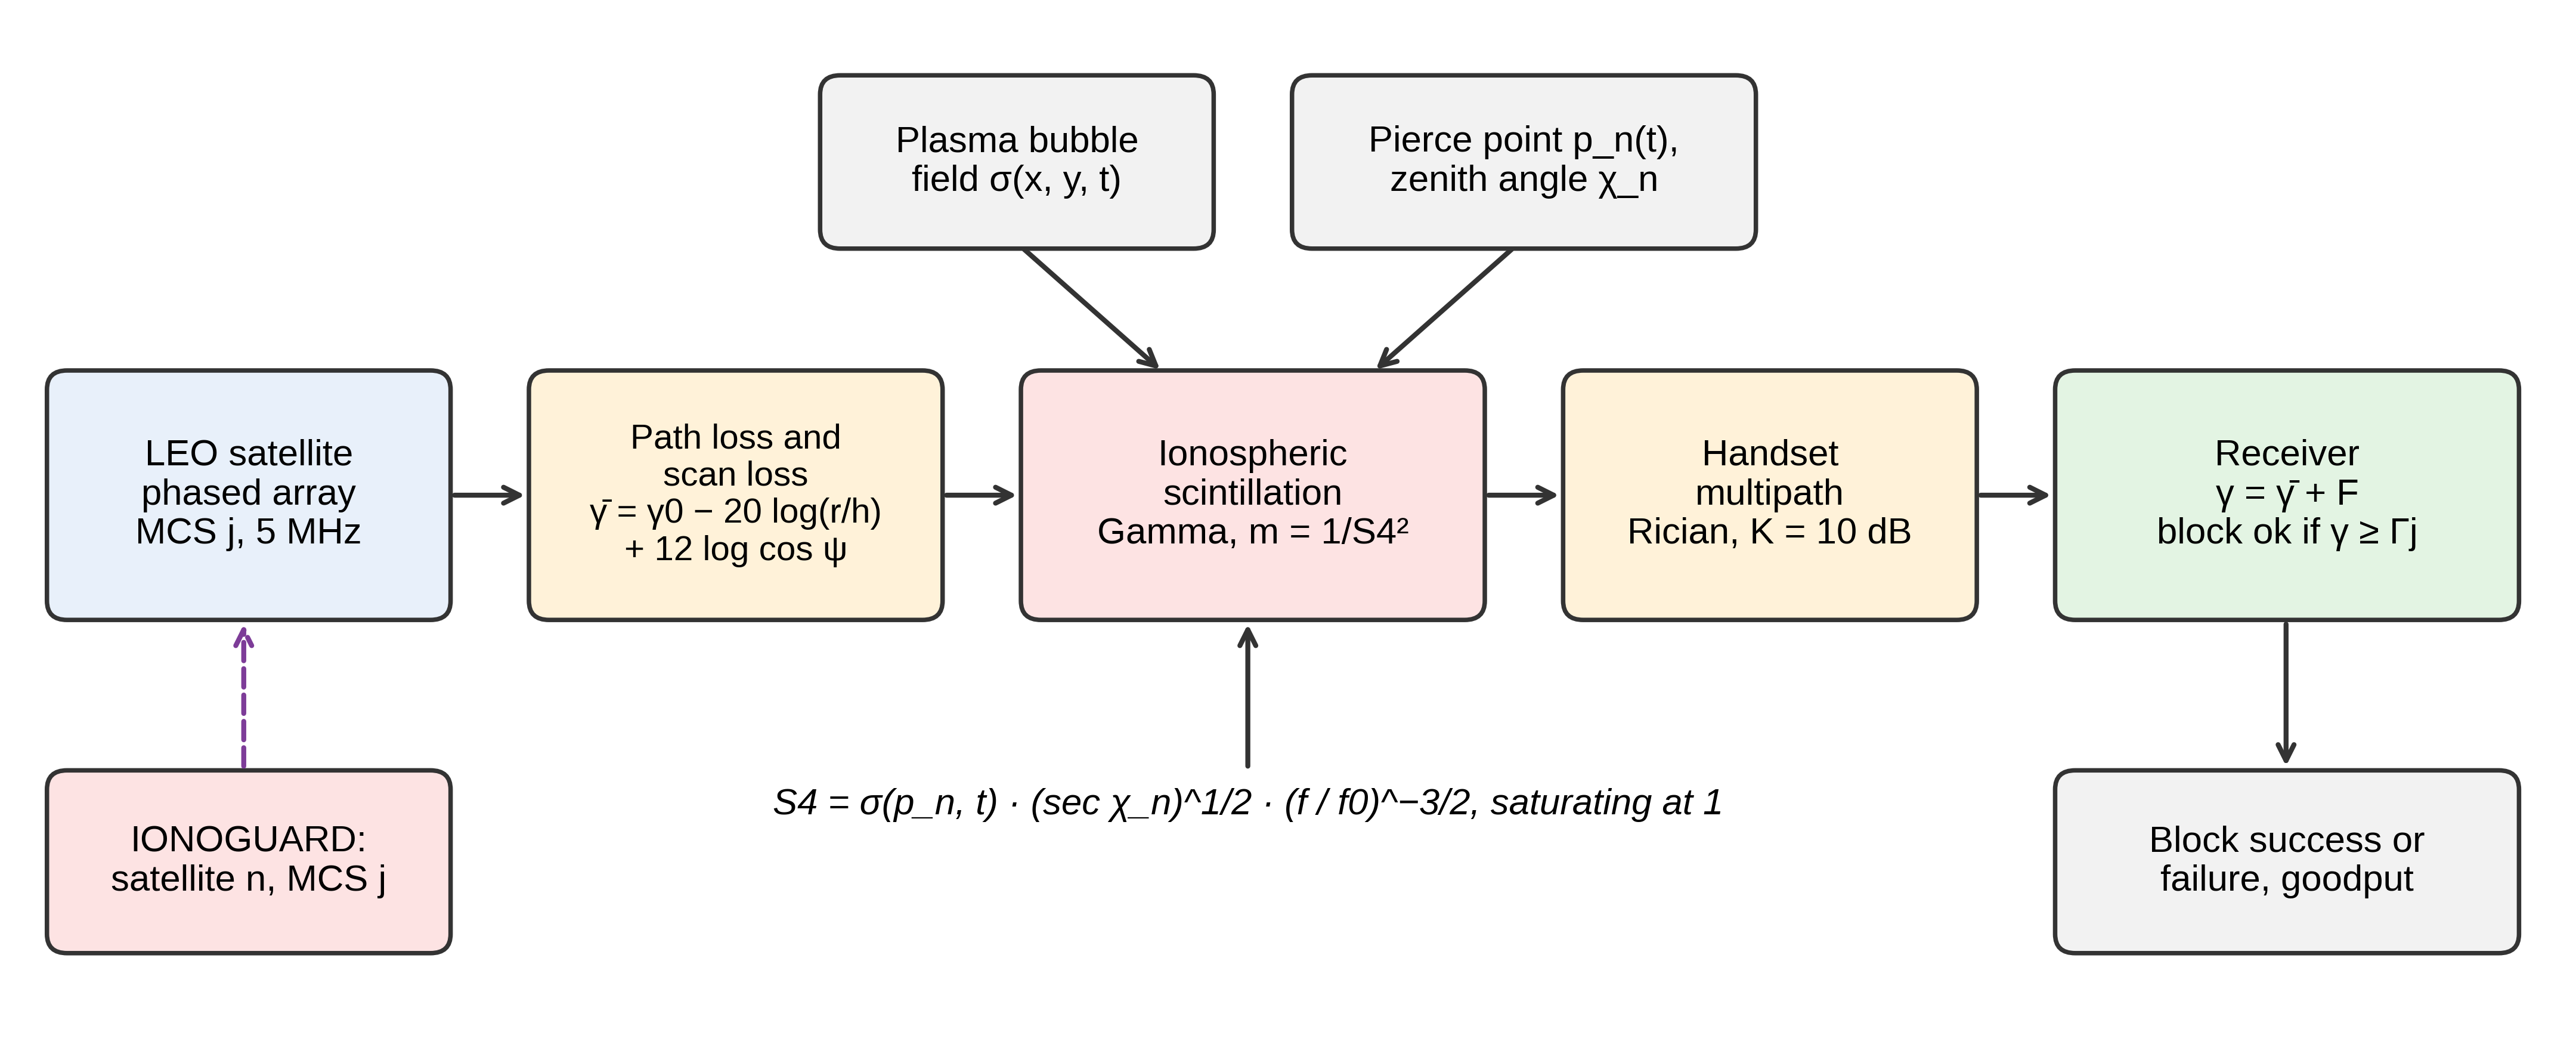 Plasma bubble
field σ(x, y, t)
Pierce point p_n(t),
zenith angle χ_n
LEO satellite
phased array
MCS j, 5 MHz
Path loss and
scan loss
γ̄ = γ0 − 20 log(r/h)
+ 12 log cos ψ
Ionospheric
scintillation
Gamma, m = 1/S4²
Handset
multipath
Rician, K = 10 dB
Receiver
γ = γ̄ + F
block ok if γ ≥ Γj
IONOGUARD:
satellite n, MCS j
S4 = σ(p_n, t) · (sec χ_n)^1/2 · (f / f0)^−3/2, saturating at 1
Block success or
failure, goodput